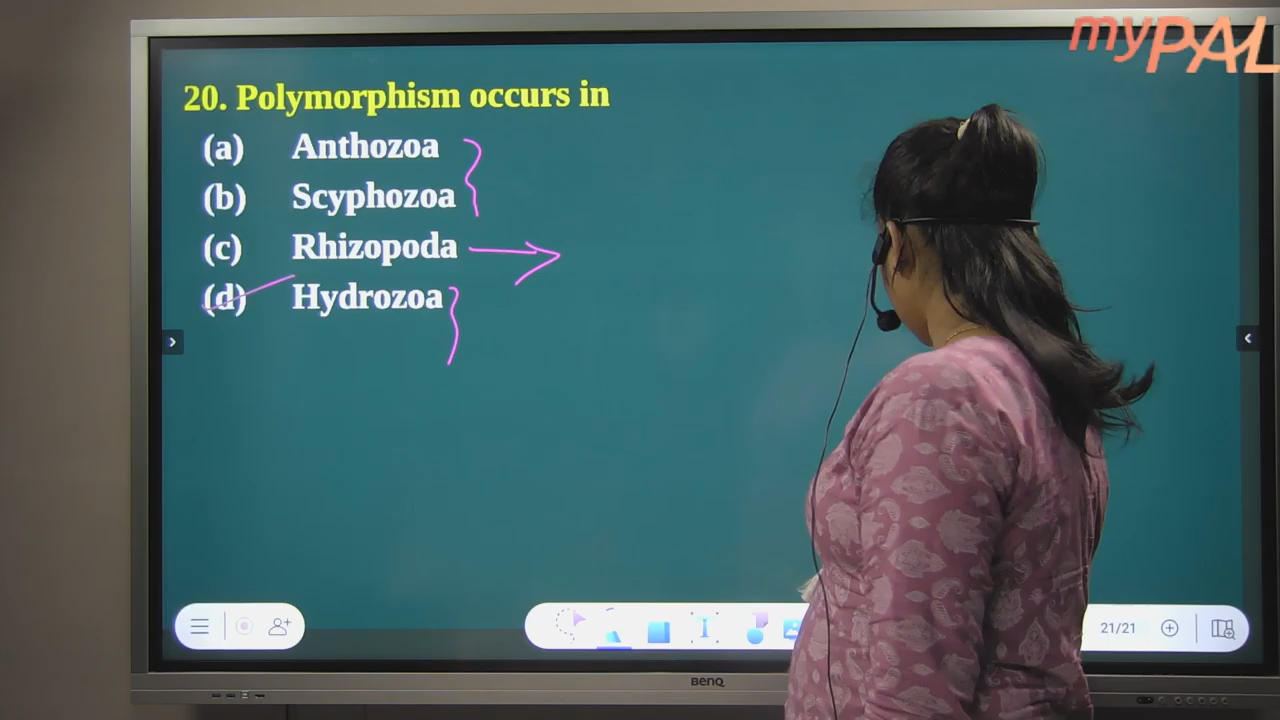 myPAL
20. Polymorphism occurs in
(a) Anthozoa
(b) Scyphozoa
(c) Rhizopoda
(d) Hydrozoa
21/21
BenQ